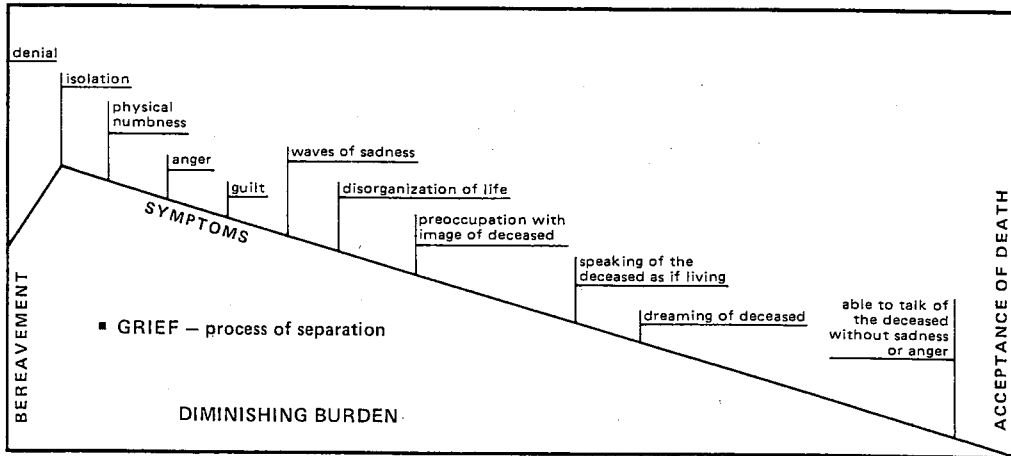 denial
isolation
physical
numbness
anger
guilt
waves of sadness
disorganization of life
preoccupation with
image of deceased
speaking of the
deceased as if living
dreaming of deceased
able to talk of
the deceased
without sadness
or anger
SYMPTOMS
BEREAVEMENT
▪ GRIEF — process of separation
DIMINISHING BURDEN
ACCEPTANCE OF DEATH